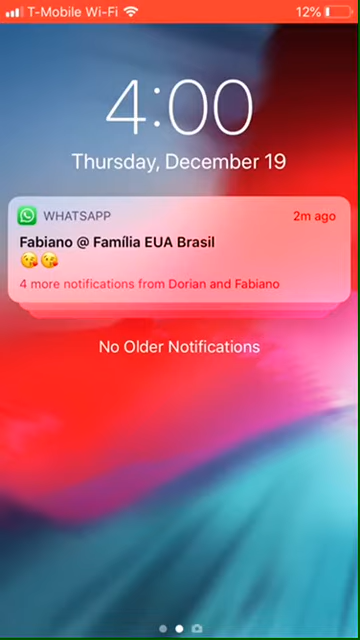 T-Mobile Wi-Fi 12%
4:00
Thursday, December 19
WHATSAPP 2m ago
Fabiano @ Família EUA Brasil
😘😘
4 more notifications from Dorian and Fabiano
No Older Notifications